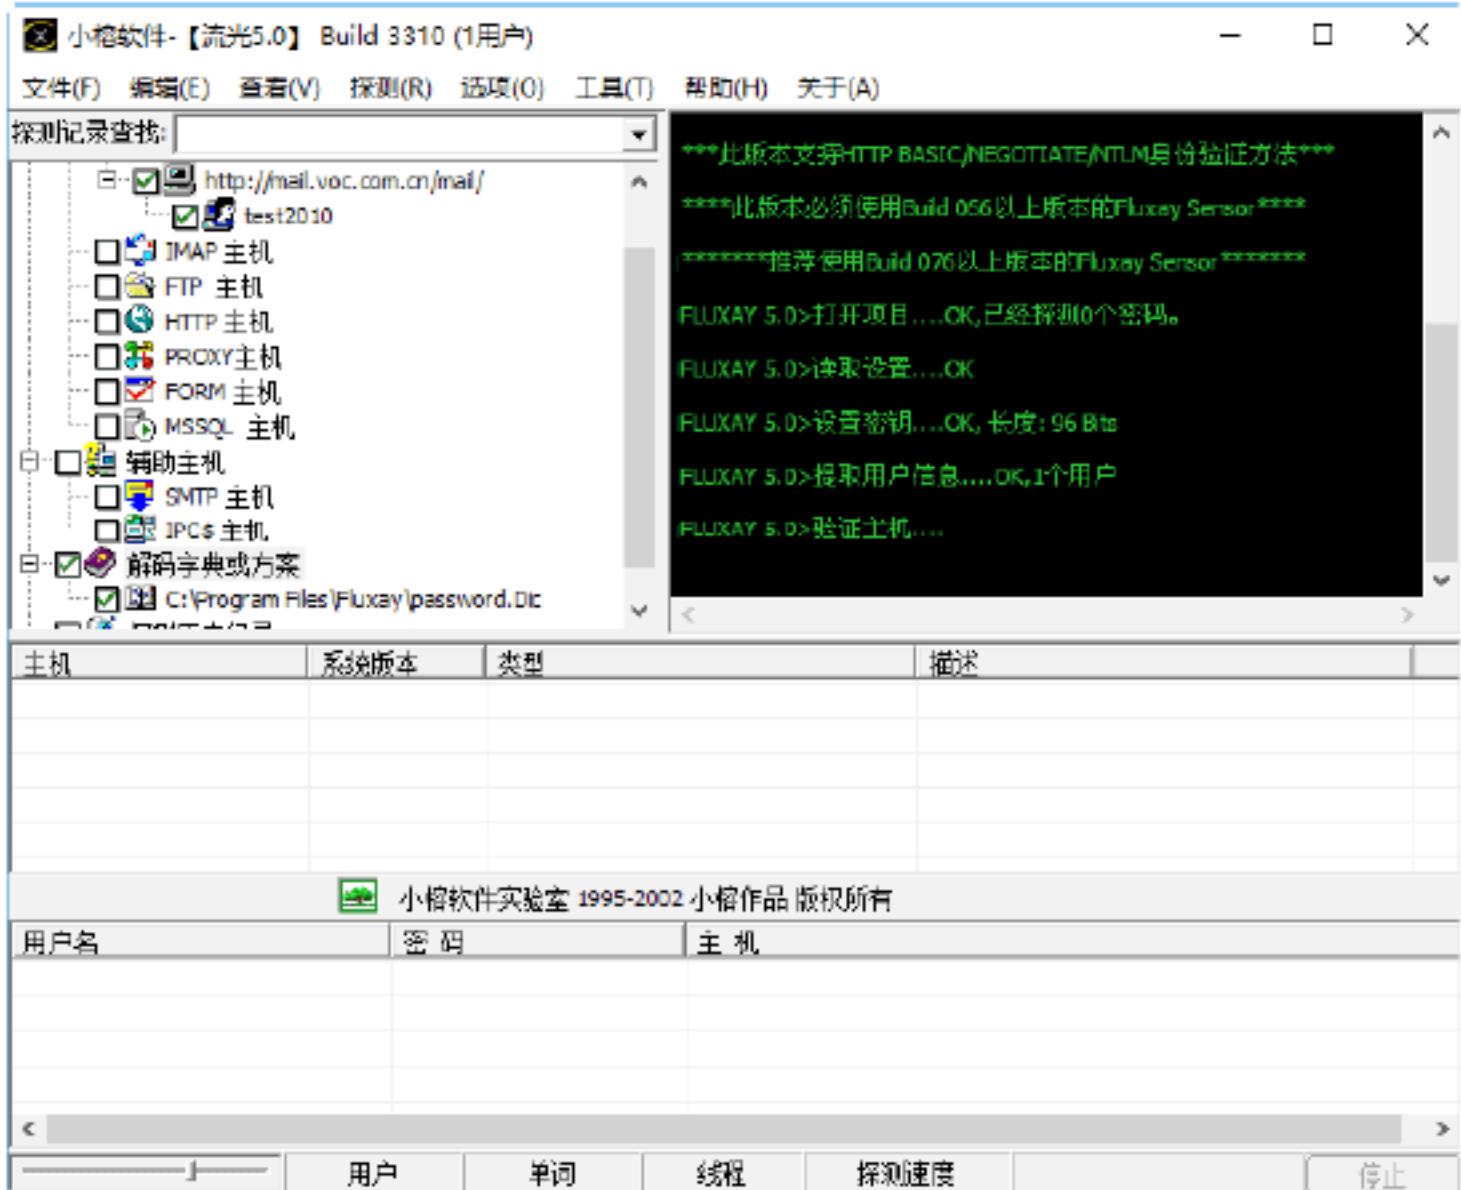 小榕软件-【流光5.0】 Build 3310 (1用户)
文件(F) 编辑(E) 查看(V) 探测(R) 选项(O) 工具(T) 帮助(H) 关于(A)
探测记录查找:
http://mail.voc.com.cn/mail/
test2010
IMAP 主机
FTP 主机
HTTP 主机
PROXY主机
FORM 主机
MSSQL 主机
辅助主机
SMTP 主机
IPC$ 主机
解码字典或方案
C:\Program Files\Fluxay\password.Dic
***此版本支持HTTP BASIC/NEGOTIATE/NTLM身份验证方法***
****此版本必须使用Build 056以上版本的Fluxay Sensor****
*******推荐使用Build 076以上版本的Fluxay Sensor*******
FLUXAY 5.0>打开项目....OK,已经探测0个密码。
FLUXAY 5.0>读取设置....OK
FLUXAY 5.0>设置密钥....OK, 长度: 96 Bits
FLUXAY 5.0>提取用户信息....OK,1个用户
FLUXAY 5.0>验证主机....
主机 系统版本 类型 描述
小榕软件实验室 1995-2002 小榕作品 版权所有
用户名 密 码 主 机
用户 单词 线程 探测速度 停止